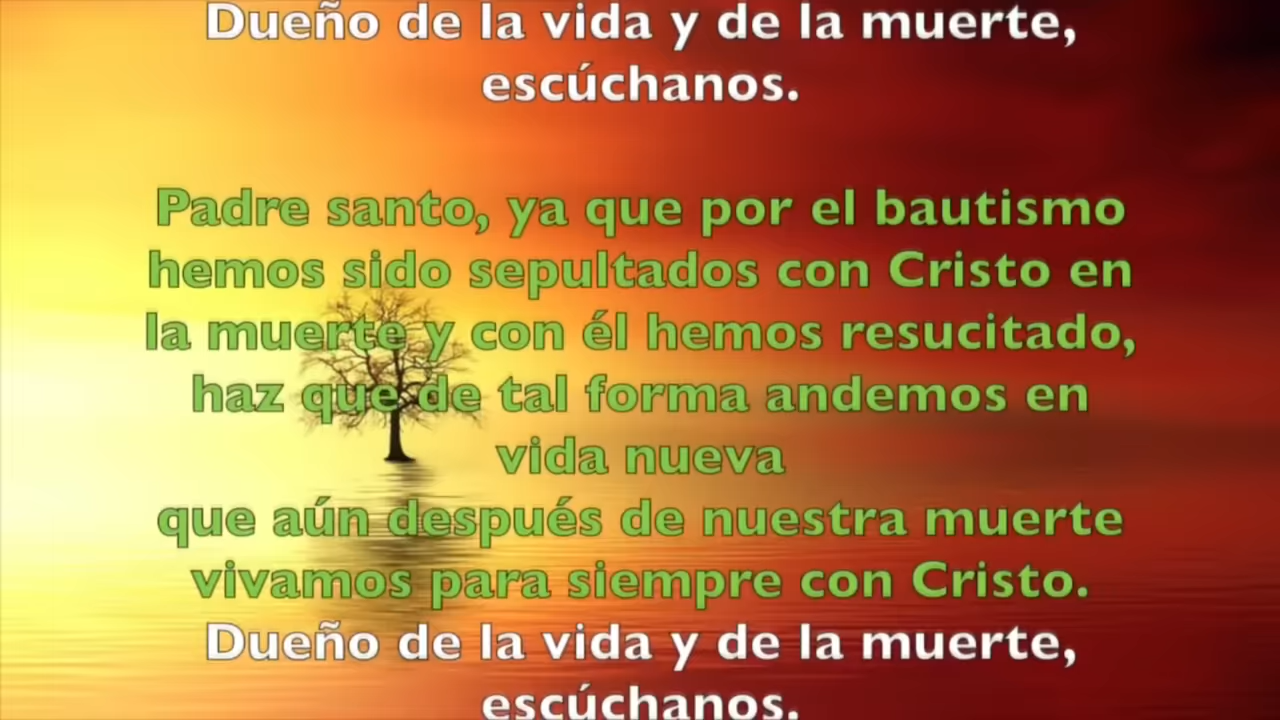 Dueño de la vida y de la muerte,
escúchanos.
Padre santo, ya que por el bautismo
hemos sido sepultados con Cristo en
la muerte y con él hemos resucitado,
haz que de tal forma andemos en
vida nueva
que aún después de nuestra muerte
vivamos para siempre con Cristo.
Dueño de la vida y de la muerte,
escúchanos.